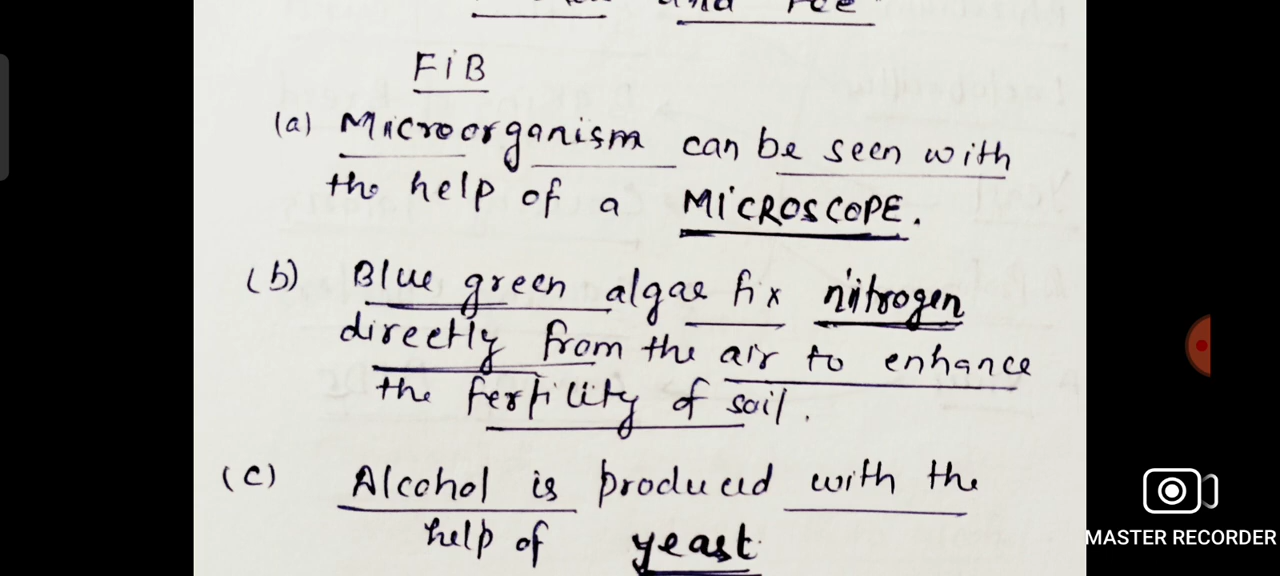 and
FiB
(a) Microorganism can be seen with
the help of a MiCROSCOPE.
(b) Blue green algae fix nitrogen
directly from the air to enhance
the fertility of soil.
(c) Alcohol is produced with the
help of yeast.
MASTER RECORDER